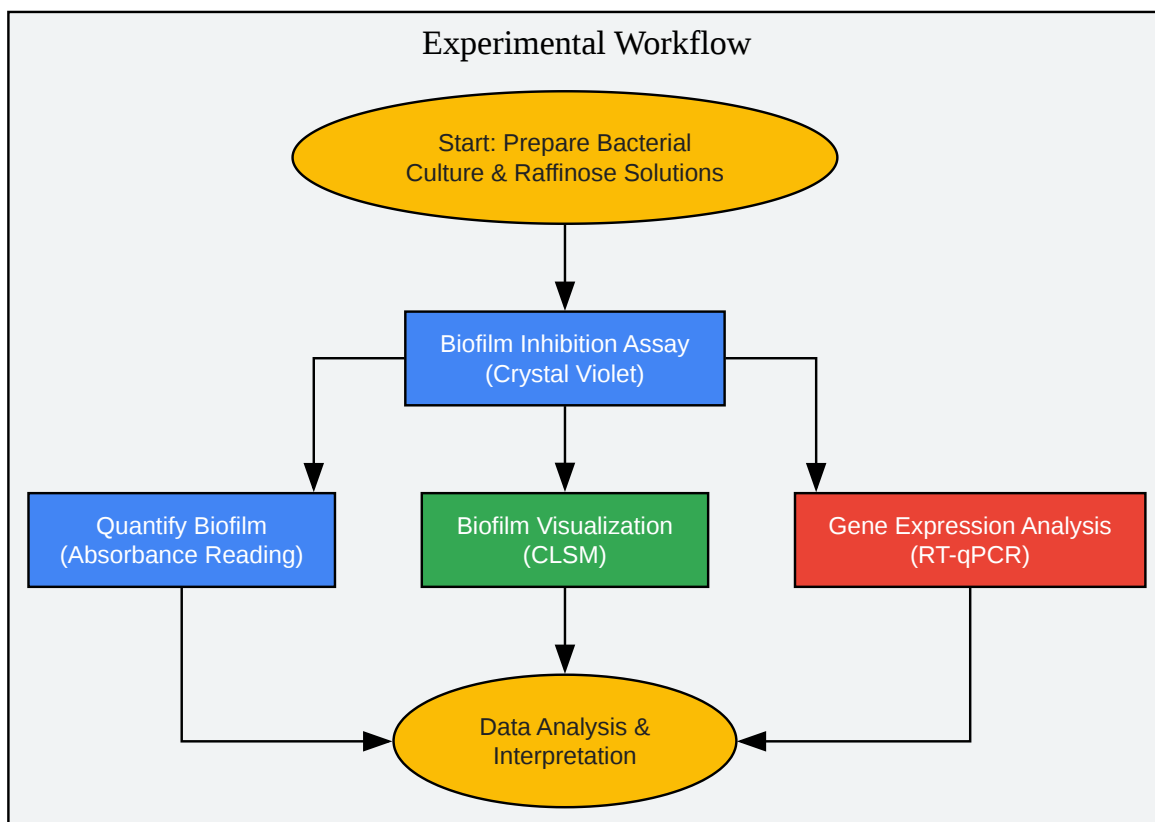 Experimental Workflow
Start: Prepare Bacterial
Culture & Raffinose Solutions
Biofilm Inhibition Assay
(Crystal Violet)
Quantify Biofilm
(Absorbance Reading)
Biofilm Visualization
(CLSM)
Gene Expression Analysis
(RT-qPCR)
Data Analysis &
Interpretation